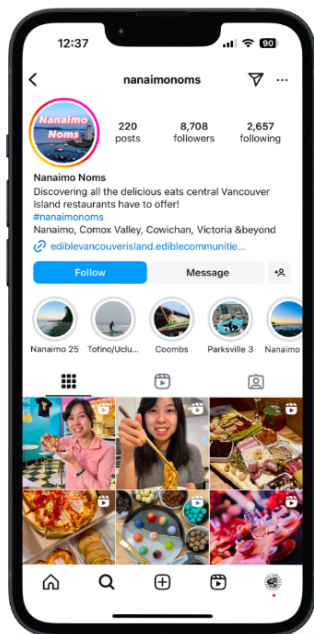 12:37
90
nanaimonoms
Nanaimo
Noms
220
posts
8,708
followers
2,657
following
Nanaimo Noms
Discovering all the delicious eats central Vancouver
Island restaurants have to offer!
#nanaimonoms
Nanaimo, Comox Valley, Cowichan, Victoria &beyond
ediblevancouverisland.ediblecommunitie...
Follow
Message
Nanaimo 25
Tofino/Uclu...
Coombs
Parksville 3
Nanaimo